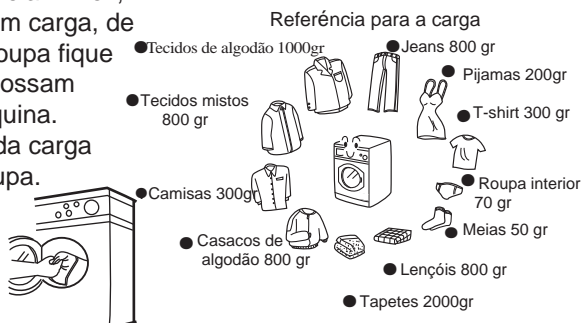 m carga, de
oupa fique
ossam
uina.
da carga
upa.
Referéncia para a carga
Tecidos de algodão 1000gr
Jeans 800 gr
Pijamas 200gr
Tecidos mistos
800 gr
T-shirt 300 gr
Camisas 300gr
Roupa interior
70 gr
Meias 50 gr
Casacos de
algodão 800 gr
Lençóis 800 gr
Tapetes 2000gr